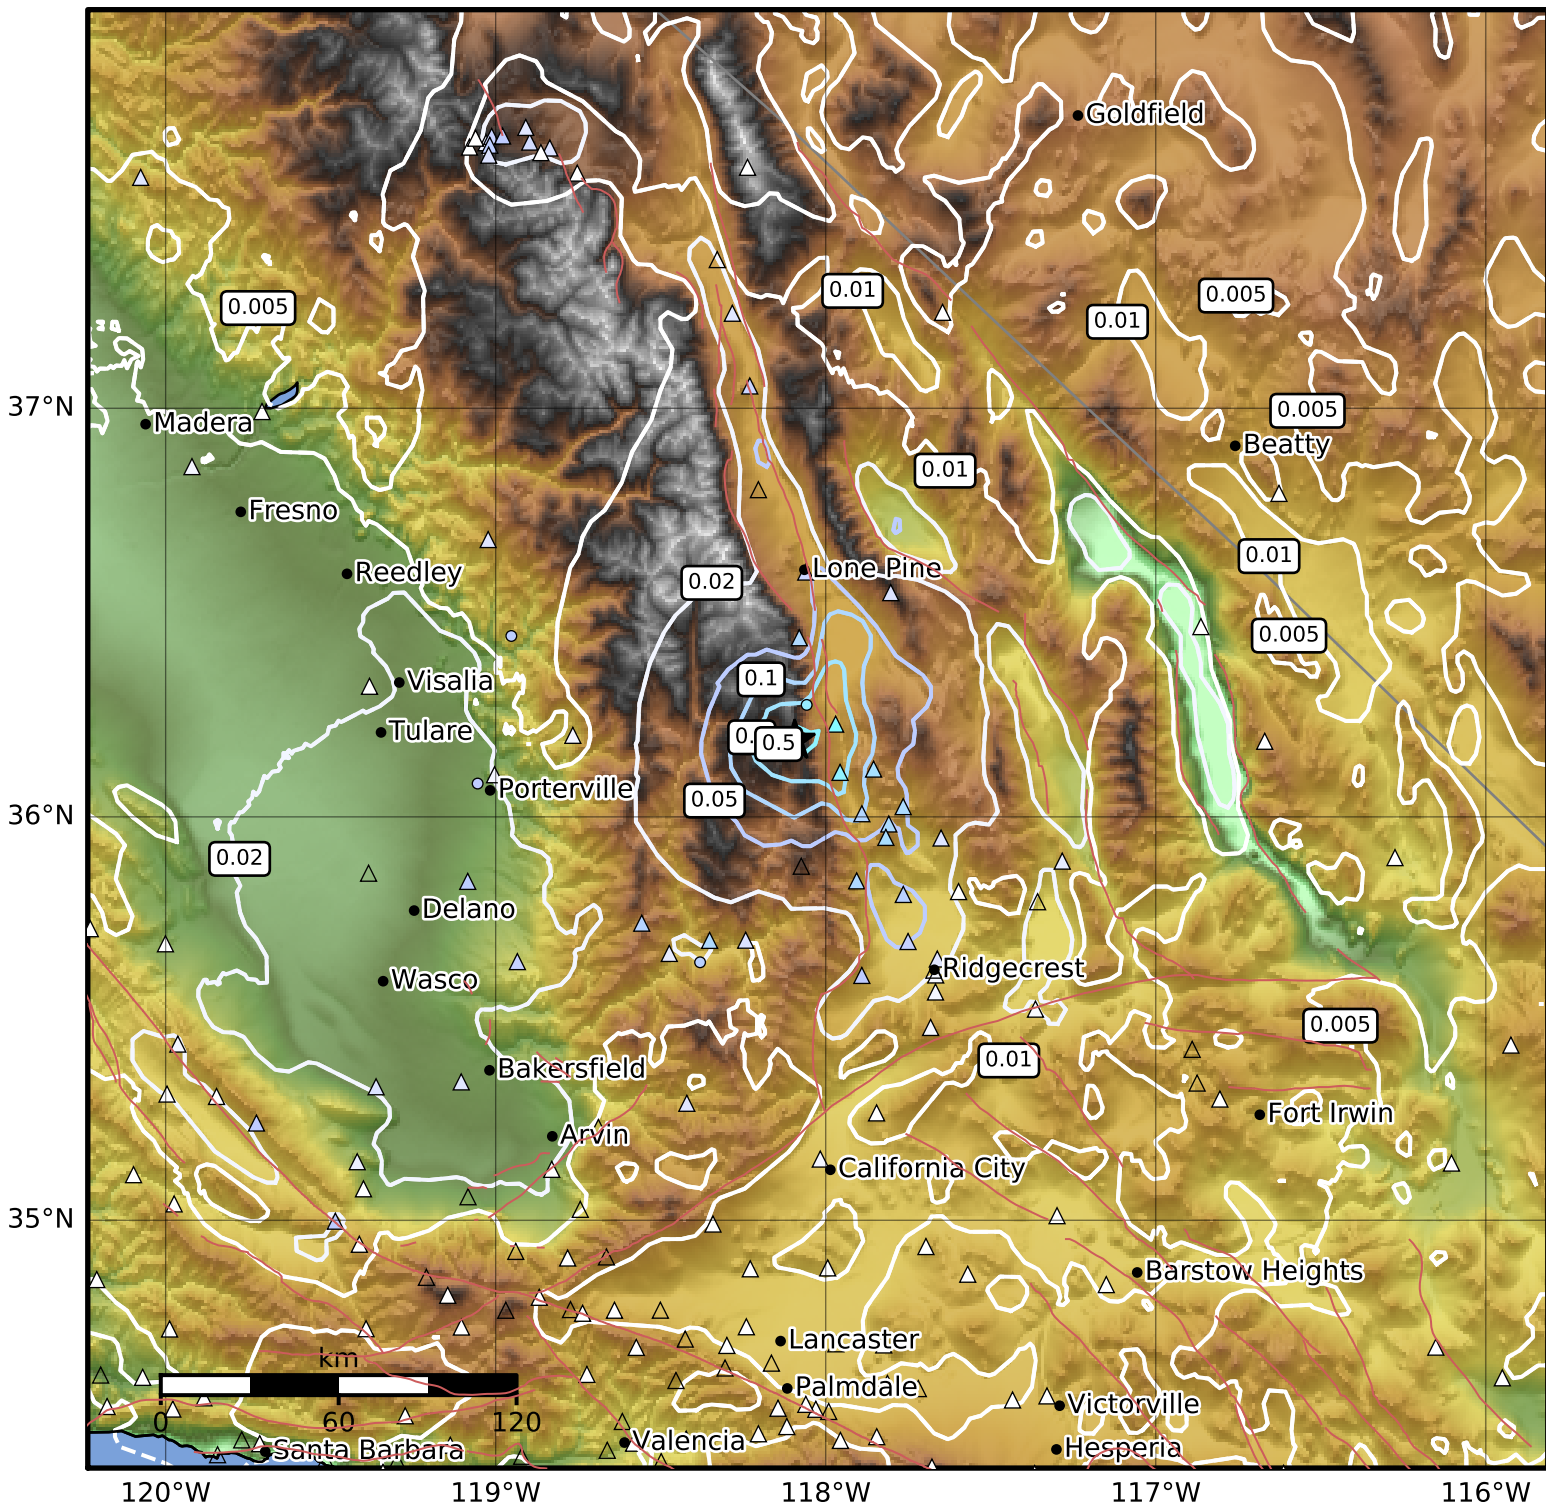 Goldfield
0.005
0.01
0.005
0.01
37°N
Madera
0.005
Beatty
0.01
Fresno
0.01
Reedley
Lone Pine
0.02
0.005
Visalia
0.1
Tulare
0.5
Porterville
0.05
36°N
0.02
Delano
Wasco
Ridgecrest
0.005
Bakersfield
0.01
Fort Irwin
Arvin
California City
35°N
Barstow Heights
Lancaster
km
Palmdale
Victorville
0 60 120
Santa Barbara
Valencia
Hesperia
120°W 119°W 118°W 117°W 116°W